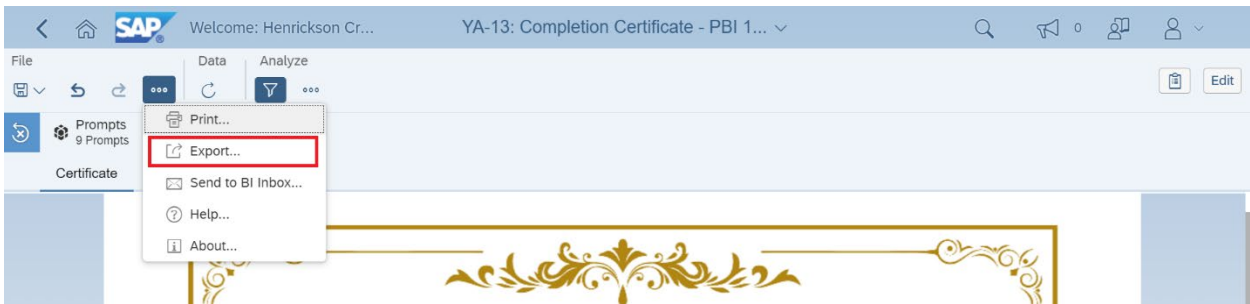 SAP Welcome: Henrickson Cr... YA-13: Completion Certificate - PBI 1... 0
File Data Analyze
Edit
Prompts
9 Prompts
Certificate
Print...
Export...
Send to BI Inbox...
Help...
About...